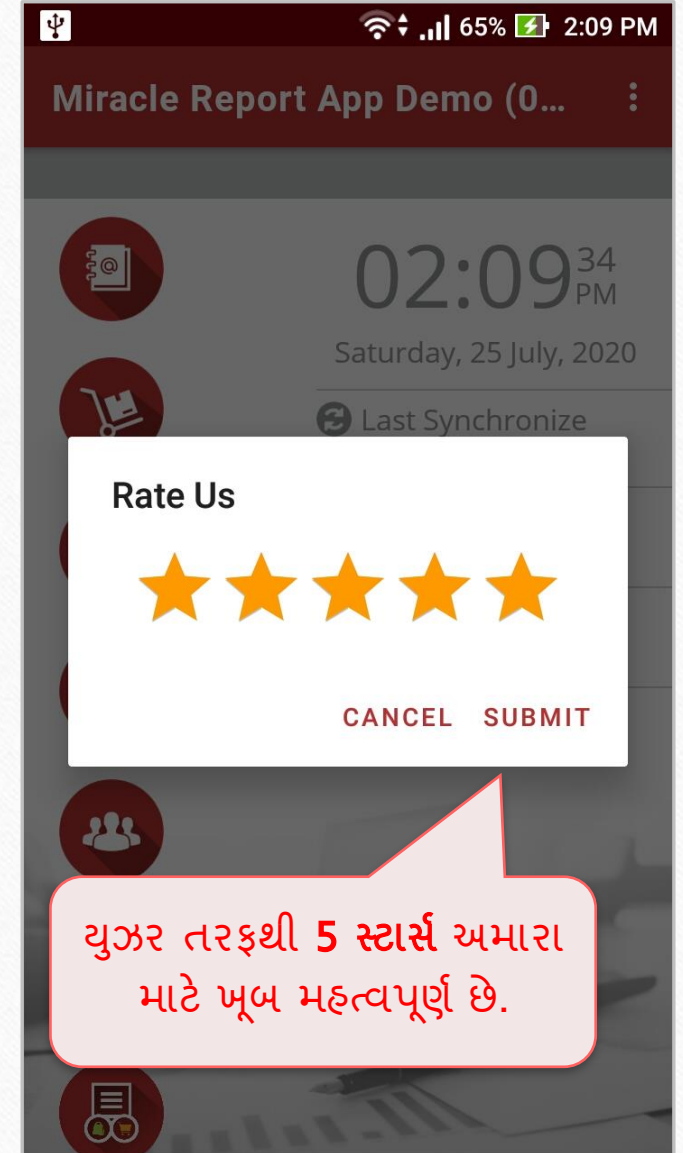 65% 2:09 PM
Miracle Report App Demo (0...
02:09 34 PM
Saturday, 25 July, 2020
Last Synchronize
Rate Us
CANCEL SUBMIT
યુઝર તરફથી 5 સ્ટાર્સ અમારા
માટે ખૂબ મહત્વપૂર્ણ છે.